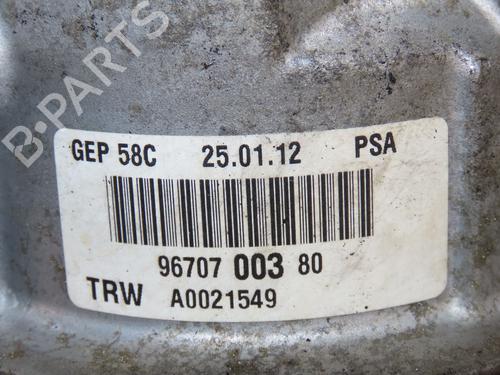 B-PARTS
GEP 58C 25.01.12 PSA
96707 003 80
TRW A0021549